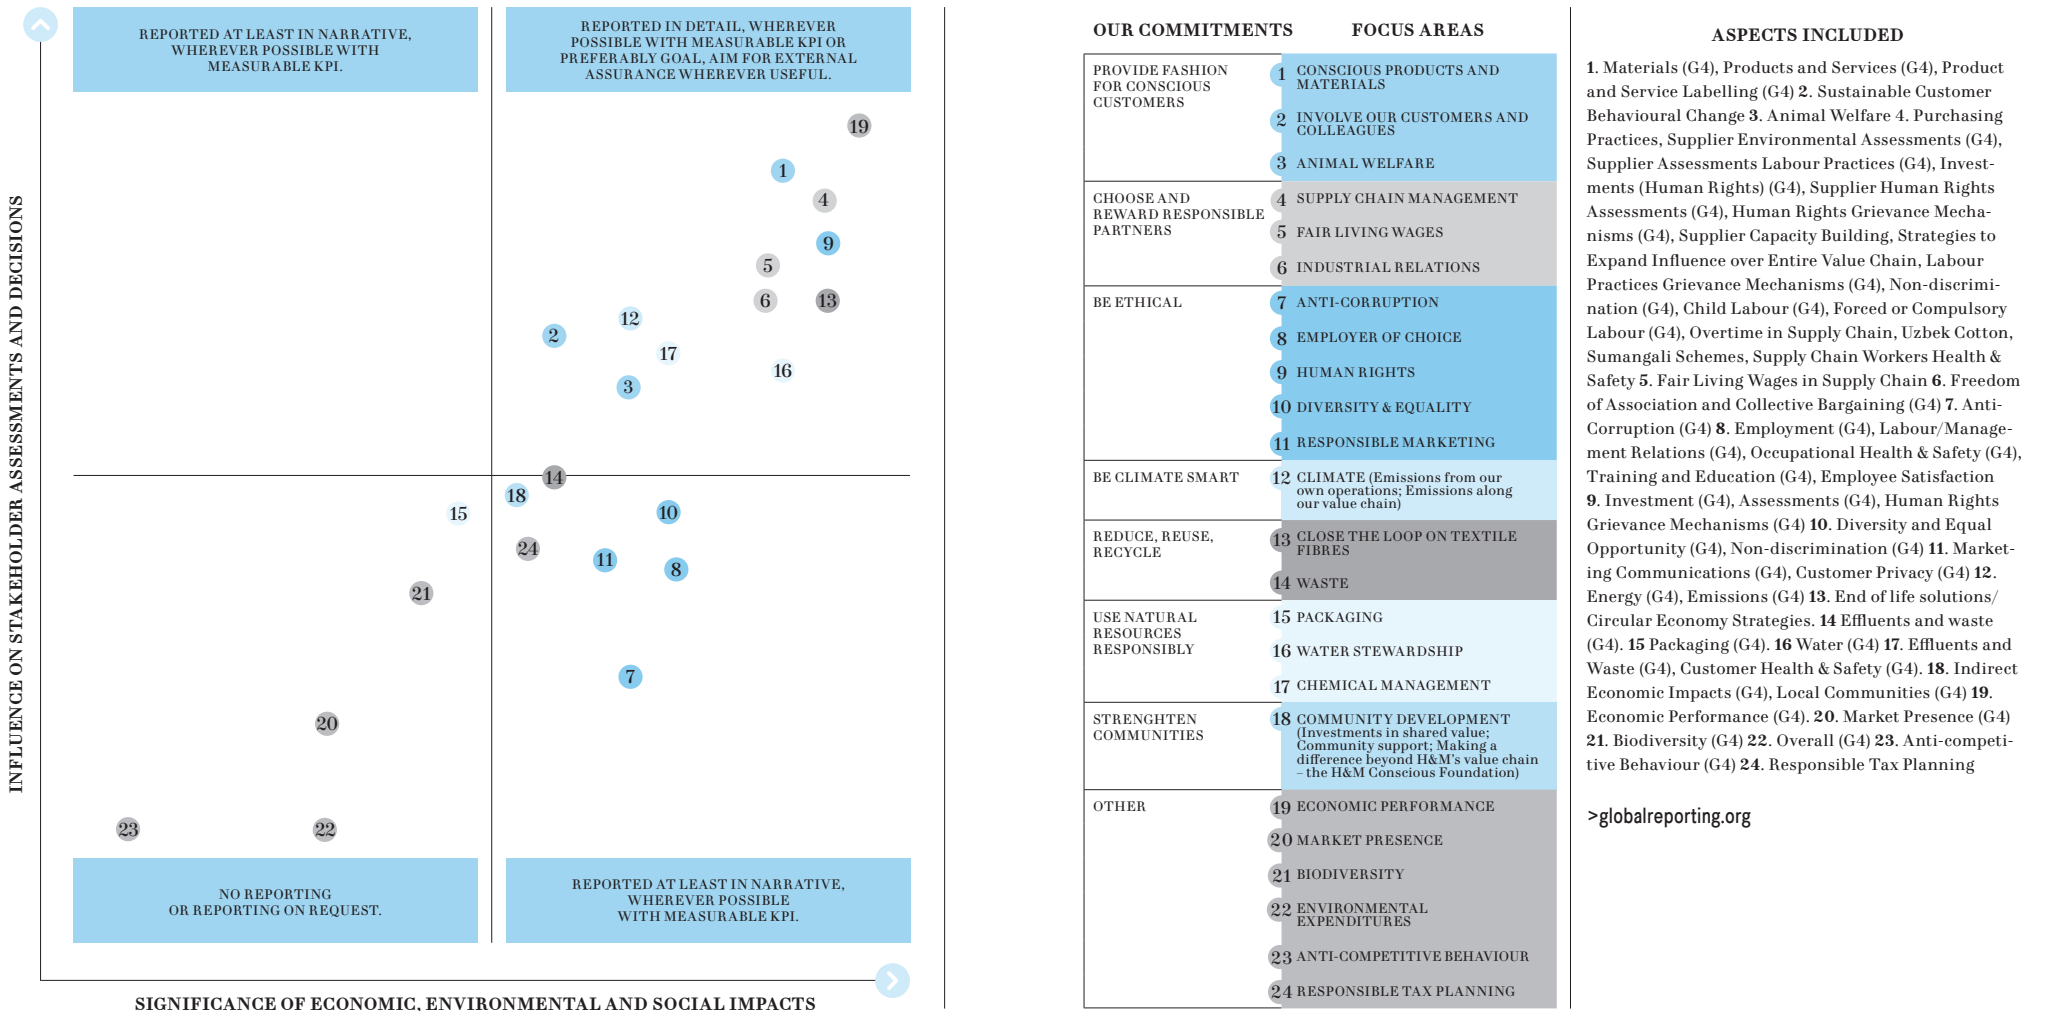 REPORTED AT LEAST IN NARRATIVE,
WHEREVER POSSIBLE WITH
MEASURABLE KPI.
REPORTED IN DETAIL, WHEREVER
POSSIBLE WITH MEASURABLE KPI OR
PREFERABLY GOAL, AIM FOR EXTERNAL
ASSURANCE WHEREVER USEFUL.
INFLUENCE ON STAKEHOLDER ASSESSMENTS AND DECISIONS
19
1
4
9
5
6
13
12
2
17
16
3
14
18
15
10
24
11
8
21
7
20
23
22
NO REPORTING
OR REPORTING ON REQUEST.
REPORTED AT LEAST IN NARRATIVE,
WHEREVER POSSIBLE
WITH MEASURABLE KPI.
SIGNIFICANCE OF ECONOMIC, ENVIRONMENTAL AND SOCIAL IMPACTS
OUR COMMITMENTS
FOCUS AREAS
PROVIDE FASHION
FOR CONSCIOUS
CUSTOMERS
1 CONSCIOUS PRODUCTS AND
MATERIALS
2 INVOLVE OUR CUSTOMERS AND
COLLEAGUES
3 ANIMAL WELFARE
CHOOSE AND
REWARD RESPONSIBLE
PARTNERS
4 SUPPLY CHAIN MANAGEMENT
5 FAIR LIVING WAGES
6 INDUSTRIAL RELATIONS
BE ETHICAL
7 ANTI-CORRUPTION
8 EMPLOYER OF CHOICE
9 HUMAN RIGHTS
10 DIVERSITY & EQUALITY
11 RESPONSIBLE MARKETING
BE CLIMATE SMART
12 CLIMATE (Emissions from our
own operations; Emissions along
our value chain)
REDUCE, REUSE,
RECYCLE
13 CLOSE THE LOOP ON TEXTILE
FIBRES
14 WASTE
USE NATURAL
RESOURCES
RESPONSIBLY
15 PACKAGING
16 WATER STEWARDSHIP
17 CHEMICAL MANAGEMENT
STRENGHTEN
COMMUNITIES
18 COMMUNITY DEVELOPMENT
(Investments in shared value;
Community support; Making a
difference beyond H&M's value chain
– the H&M Conscious Foundation)
OTHER
19 ECONOMIC PERFORMANCE
20 MARKET PRESENCE
21 BIODIVERSITY
22 ENVIRONMENTAL
EXPENDITURES
23 ANTI-COMPETITIVE BEHAVIOUR
24 RESPONSIBLE TAX PLANNING
ASPECTS INCLUDED
1. Materials (G4), Products and Services (G4), Product
and Service Labelling (G4) 2. Sustainable Customer
Behavioural Change 3. Animal Welfare 4. Purchasing
Practices, Supplier Environmental Assessments (G4),
Supplier Assessments Labour Practices (G4), Invest-
ments (Human Rights) (G4), Supplier Human Rights
Assessments (G4), Human Rights Grievance Mecha-
nisms (G4), Supplier Capacity Building, Strategies to
Expand Influence over Entire Value Chain, Labour
Practices Grievance Mechanisms (G4), Non-discrimi-
nation (G4), Child Labour (G4), Forced or Compulsory
Labour (G4), Overtime in Supply Chain, Uzbek Cotton,
Sumangali Schemes, Supply Chain Workers Health &
Safety 5. Fair Living Wages in Supply Chain 6. Freedom
of Association and Collective Bargaining (G4) 7. Anti-
Corruption (G4) 8. Employment (G4), Labour/Manage-
ment Relations (G4), Occupational Health & Safety (G4),
Training and Education (G4), Employee Satisfaction
9. Investment (G4), Assessments (G4), Human Rights
Grievance Mechanisms (G4) 10. Diversity and Equal
Opportunity (G4), Non-discrimination (G4) 11. Market-
ing Communications (G4), Customer Privacy (G4) 12.
Energy (G4), Emissions (G4) 13. End of life solutions/
Circular Economy Strategies. 14 Effluents and waste
(G4). 15 Packaging (G4). 16 Water (G4) 17. Effluents and
Waste (G4), Customer Health & Safety (G4). 18. Indirect
Economic Impacts (G4), Local Communities (G4) 19.
Economic Performance (G4). 20. Market Presence (G4)
21. Biodiversity (G4) 22. Overall (G4) 23. Anti-competi-
tive Behaviour (G4) 24. Responsible Tax Planning
>globalreporting.org